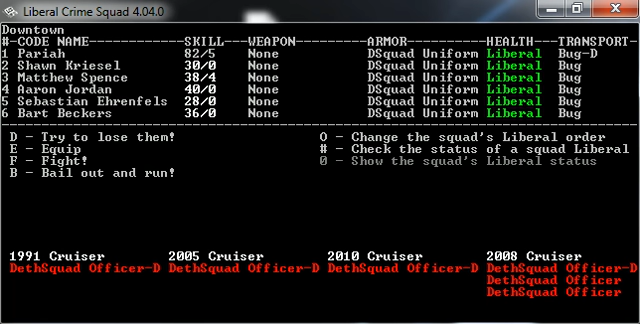 Liberal Crime Squad 4.04.0
Downtown
#-CODE NAME------------SKILL---WEAPON----------ARMOR----------HEALTH---TRANSPORT-
1 Pariah 82/5 None DSquad Uniform Liberal Bug-D
2 Shawn Kriesel 30/0 None DSquad Uniform Liberal Bug
3 Matthew Spence 38/4 None DSquad Uniform Liberal Bug
4 Aaron Jordan 40/0 None DSquad Uniform Liberal Bug
5 Sebastian Ehrenfels 28/0 None DSquad Uniform Liberal Bug
6 Bart Beckers 36/0 None DSquad Uniform Liberal Bug
D - Try to lose them! O - Change the squad's Liberal order
E - Equip # - Check the status of a squad Liberal
F - Fight! 0 - Show the squad's Liberal status
B - Bail out and run!
1991 Cruiser 2005 Cruiser 2010 Cruiser 2008 Cruiser
DethSquad Officer-D DethSquad Officer-D DethSquad Officer-D DethSquad Officer-D
DethSquad Officer
DethSquad Officer